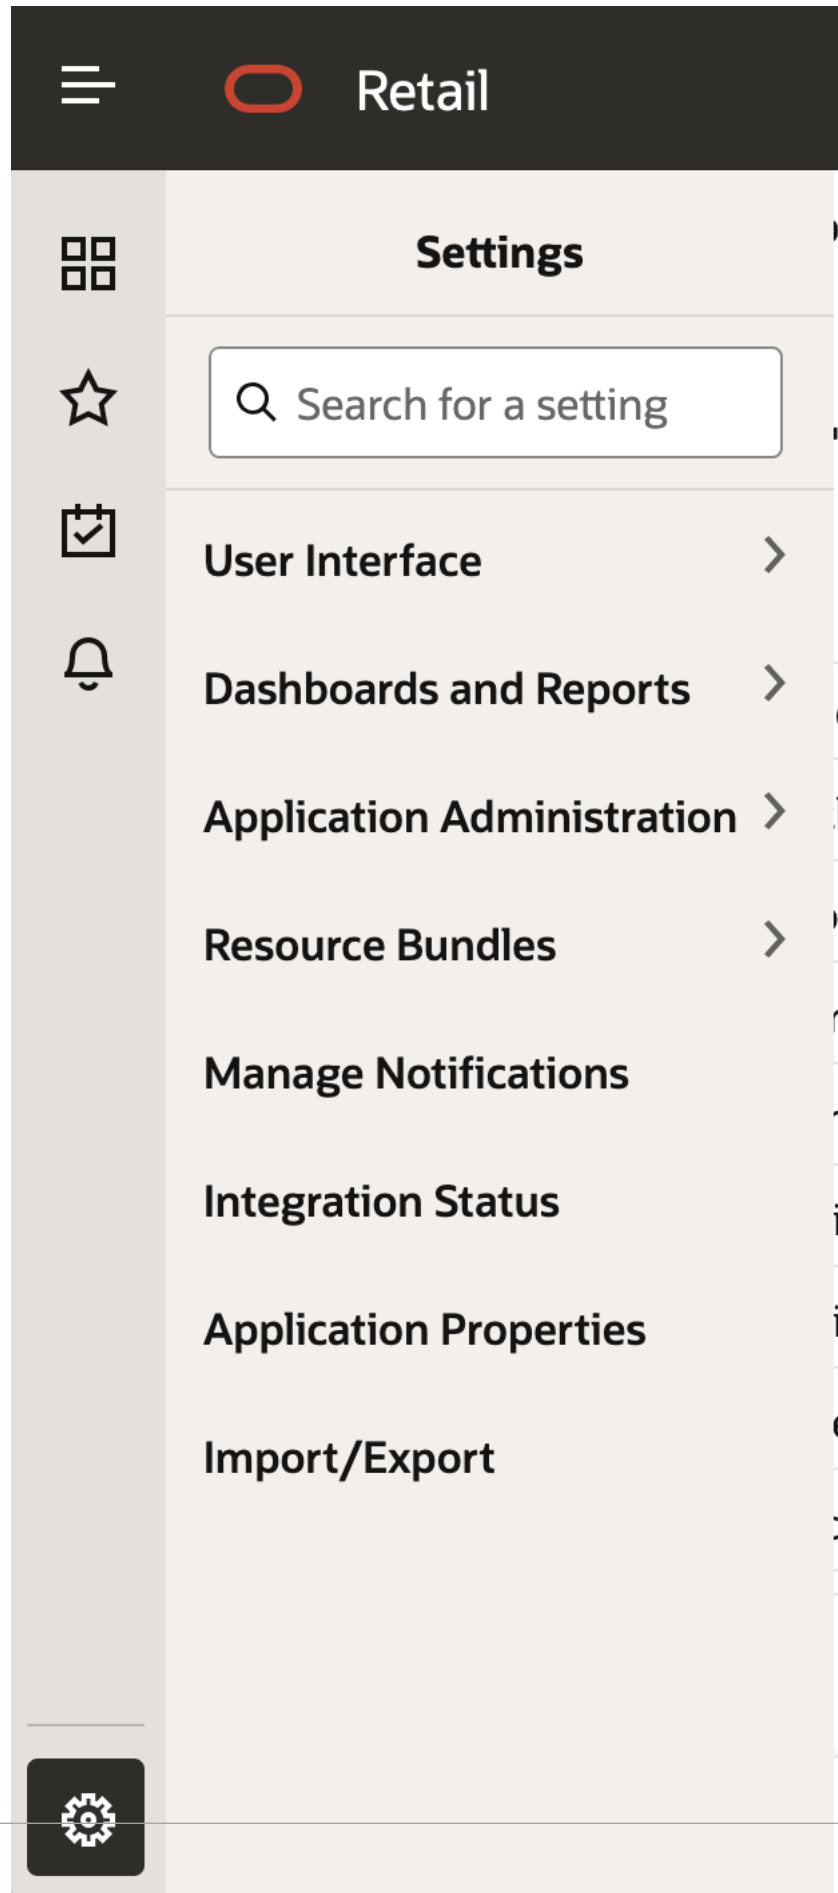 Retail
Settings
Search for a setting
User Interface
Dashboards and Reports
Application Administration
Resource Bundles
Manage Notifications
Integration Status
Application Properties
Import/Export